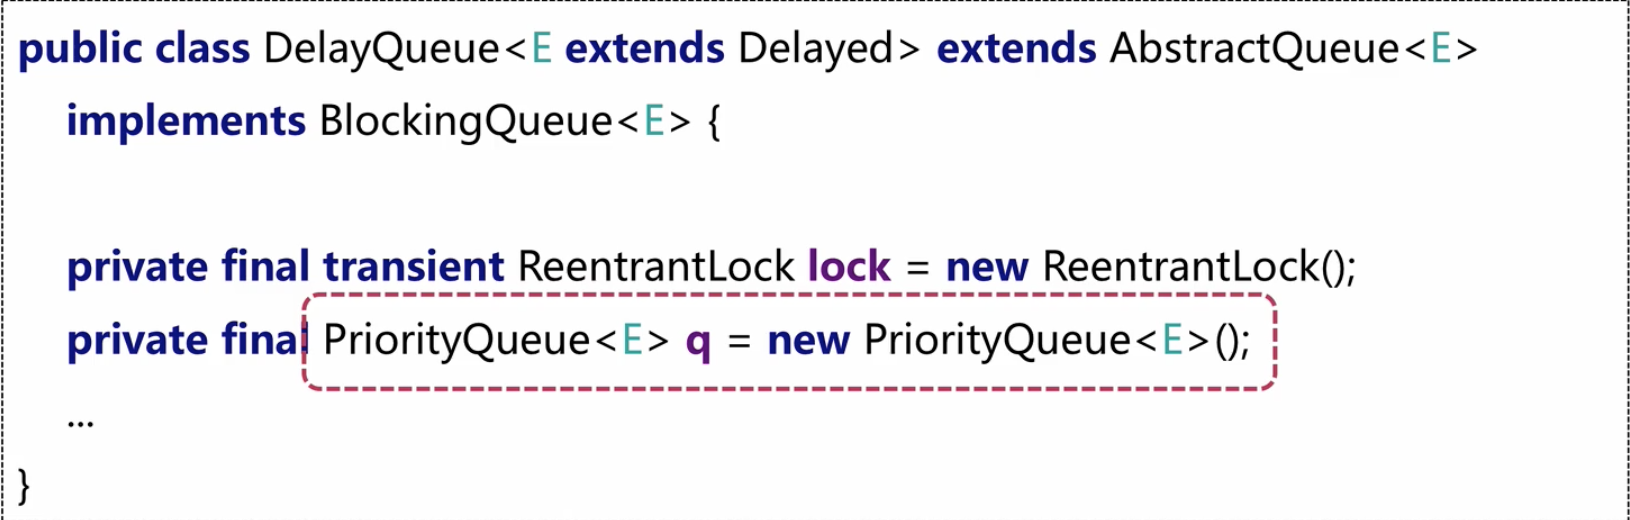 public class DelayQueue<E extends Delayed> extends AbstractQueue<E>
implements BlockingQueue<E> {
private final transient ReentrantLock lock = new ReentrantLock();
private final PriorityQueue<E> q = new PriorityQueue<E>();
...
}